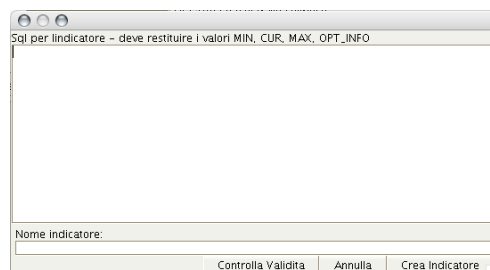 Sql per lindicatore – deve restituire i valori MIN, CUR, MAX, OPT_INFO
Nome indicatore:
Controlla Validita Annulla Crea Indicatore